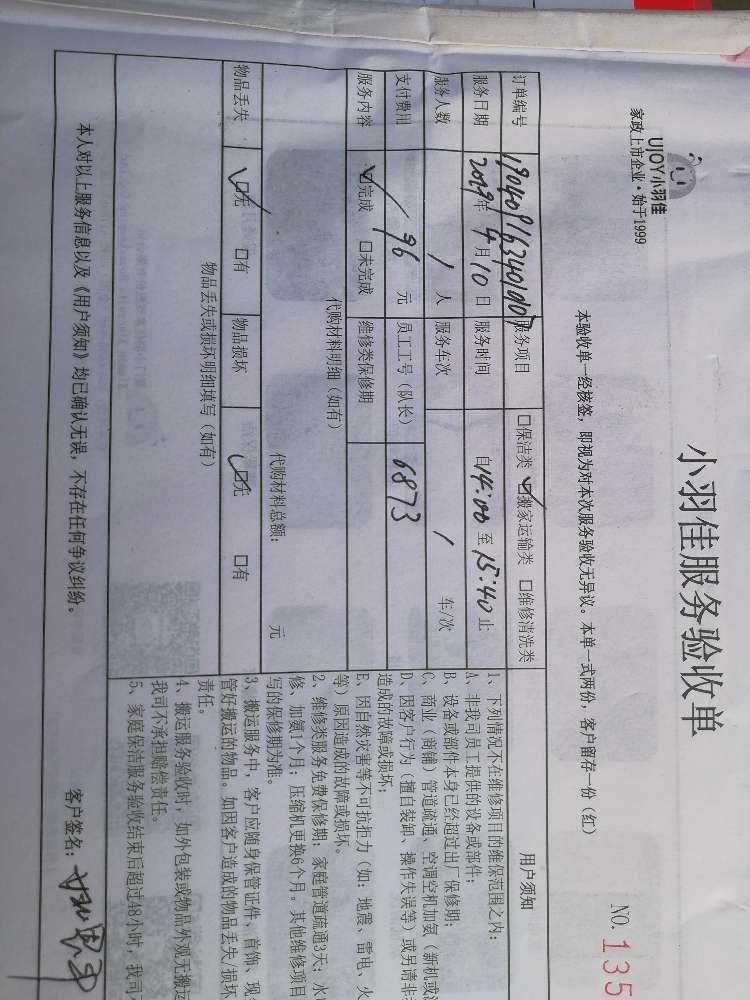 UJOY小羽佳
家政上市企业·始于1999
小羽佳服务验收单
NO. 135
本验收单一经核签，即视为对本次服务验收无异议。本单一式两份，客户留存一份（红）
订单编号 服务项目 □保洁类 ☑搬家运输类 □维修清洗类
服务日期 2019年4月10日 服务时间 自14:00至15:40止
服务人数 1人 服务车次 1 车/次
支付费用 96元 员工工号（队长） 6873
服务内容 ☑完成 □未完成 维修类保修期
代购材料明细（如有）
代购材料总额： 元
物品丢失 ☑无 □有 物品损坏 ☑无 □有
物品丢失或损坏明细填写（如有）
本人对以上服务信息以及《用户须知》均已确认无误，不存在任何争议纠纷。
客户签名：
用户须知
1、下列情况不在维修项目的维保范围之内：
A、非我司员工提供的设备或部件；
B、设备或部件本身已经超过出厂保修期；
C、商业（商铺）管道疏通、空调空机加氨（新机或
D、因客户行为（擅自装卸、操作失误等）或另请非
造成的故障或损坏；
E、因自然灾害等不可抗拒力（如：地震、雷电、火
等）原因造成的故障或损坏。
2、维修类服务免费保修期：家庭管道疏通3天；水
修、加氨1个月；压缩机更换6个月。其他维修项目
写的保修期为准。
3、搬运服务中，客户应随身保管证件、首饰、现
管好搬运的物品。如因客户造成的物品丢失/损坏
责任。
4、搬运服务验收时，如外包装或物品外观无搬运
我司不承担赔偿责任。
5、家庭保洁服务验收结束后超过48小时，我司